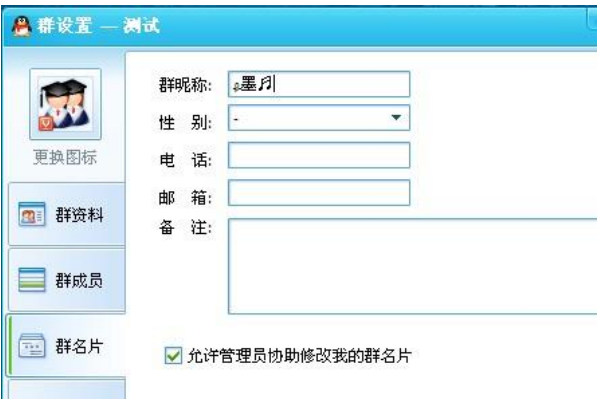 群设置 — 测试
更换图标
群资料
群成员
群名片
群昵称: ۾墨月
性 别: -
电 话:
邮 箱:
备 注:
允许管理员协助修改我的群名片